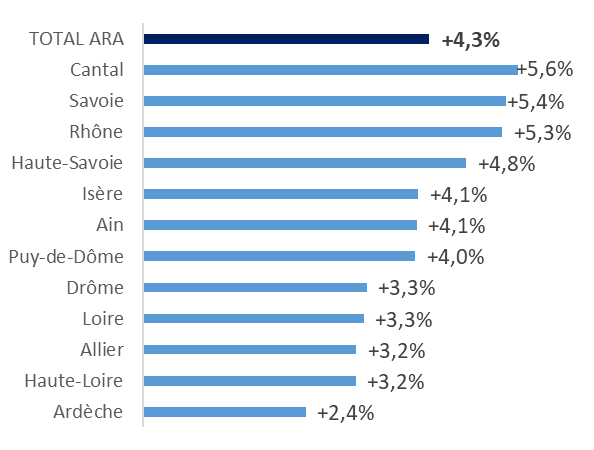 TOTAL ARA +4,3%
Cantal +5,6%
Savoie +5,4%
Rhône +5,3%
Haute-Savoie +4,8%
Isère +4,1%
Ain +4,1%
Puy-de-Dôme +4,0%
Drôme +3,3%
Loire +3,3%
Allier +3,2%
Haute-Loire +3,2%
Ardèche +2,4%